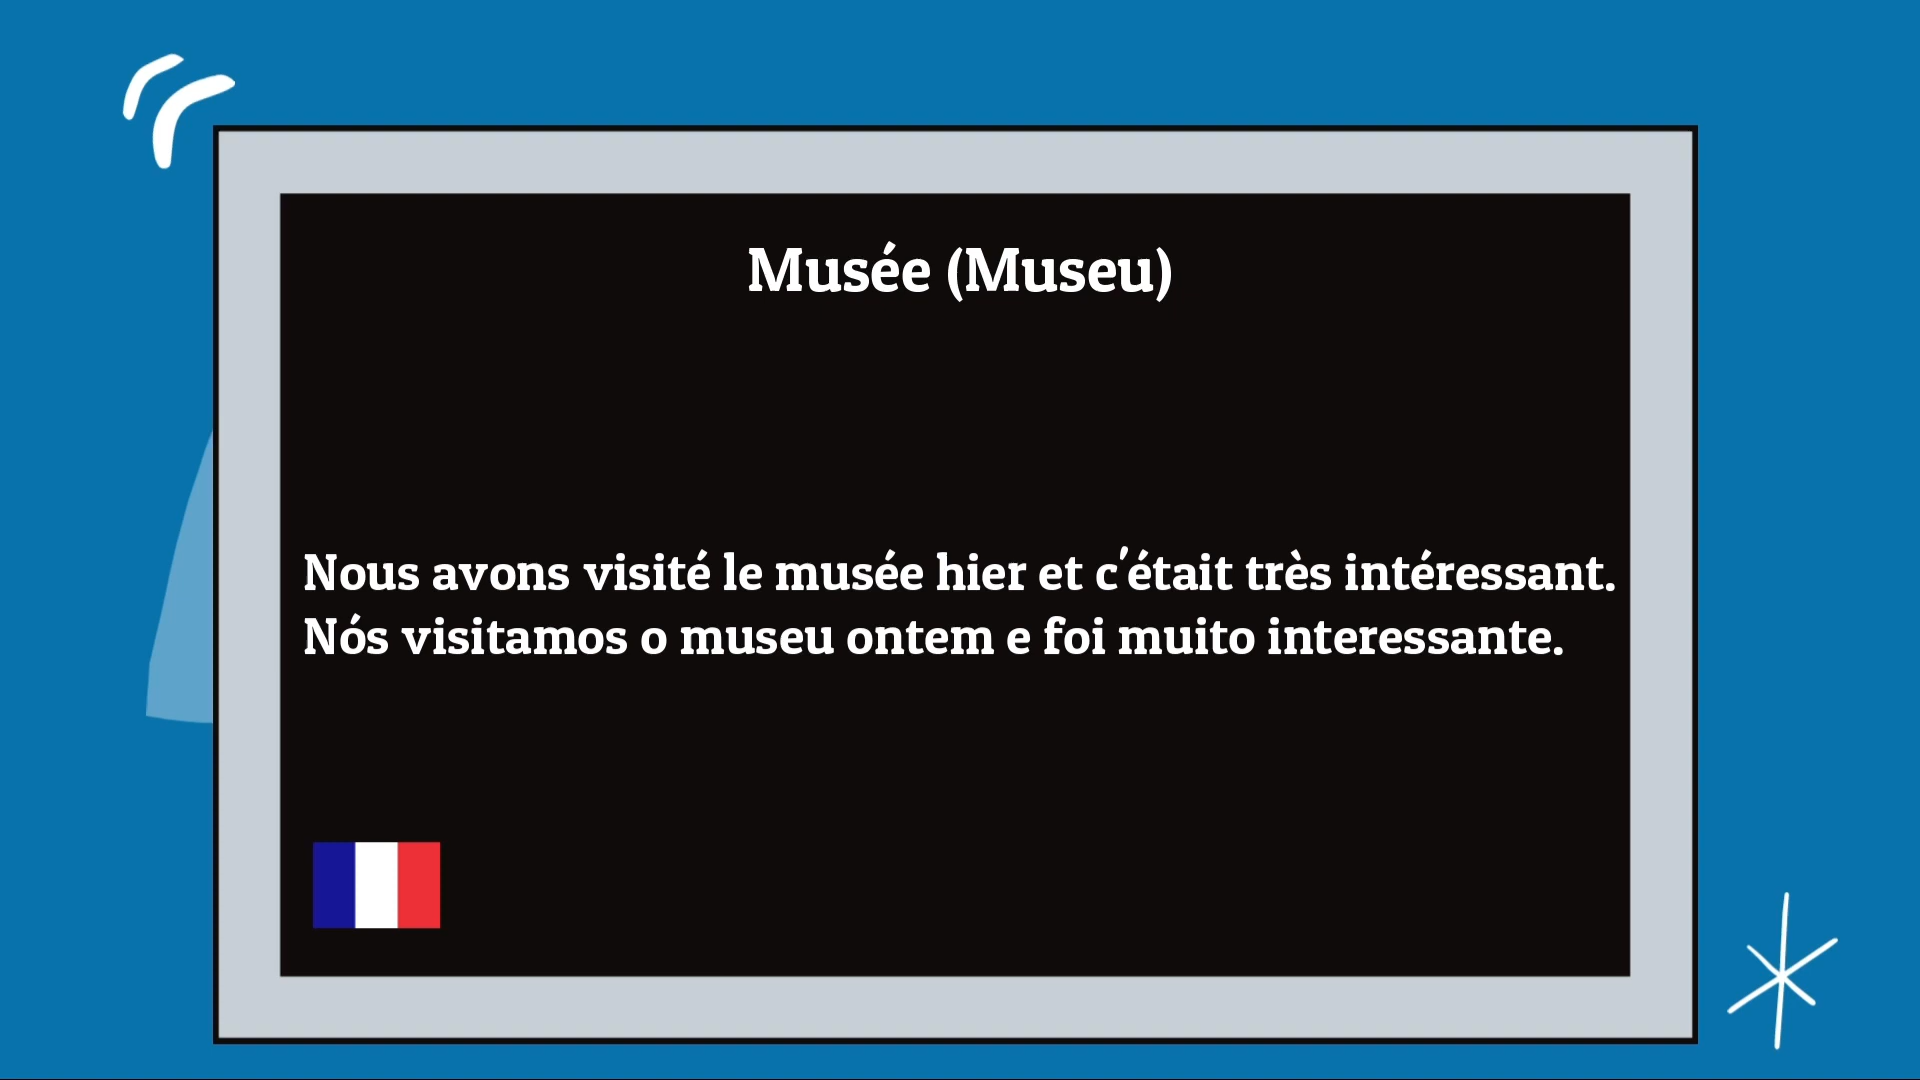 Musée (Museu)
Nous avons visité le musée hier et c'était très intéressant.
Nós visitamos o museu ontem e foi muito interessante.